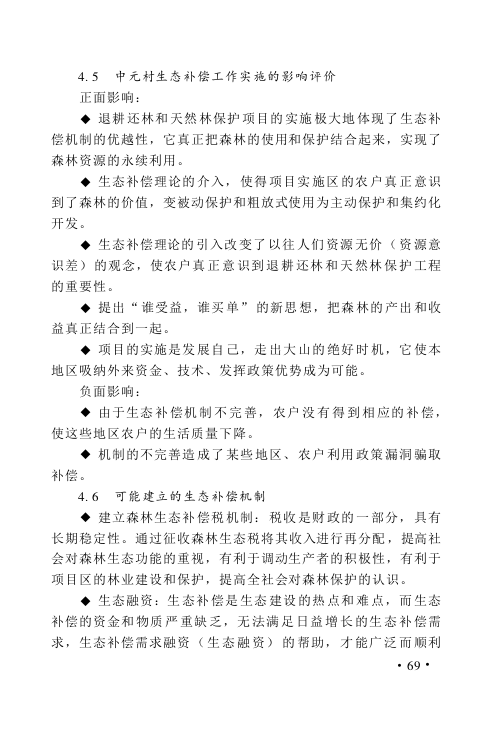 4.5 中元村生态补偿工作实施的影响评价
正面影响：
◆ 退耕还林和天然林保护项目的实施极大地体现了生态补
偿机制的优越性，它真正把森林的使用和保护结合起来，实现了
森林资源的永续利用。
◆ 生态补偿理论的介入，使得项目实施区的农户真正意识
到了森林的价值，变被动保护和粗放式使用为主动保护和集约化
开发。
◆ 生态补偿理论的引入改变了以往人们资源无价（资源意
识差）的观念，使农户真正意识到退耕还林和天然林保护工程
的重要性。
◆ 提出“谁受益，谁买单”的新思想，把森林的产出和收
益真正结合到一起。
◆ 项目的实施是发展自己，走出大山的绝好时机，它使本
地区吸纳外来资金、技术、发挥政策优势成为可能。
负面影响：
◆ 由于生态补偿机制不完善，农户没有得到相应的补偿，
使这些地区农户的生活质量下降。
◆ 机制的不完善造成了某些地区、农户利用政策漏洞骗取
补偿。
4.6 可能建立的生态补偿机制
◆ 建立森林生态补偿税机制：税收是财政的一部分，具有
长期稳定性。通过征收森林生态税将其收入进行再分配，提高社
会对森林生态功能的重视，有利于调动生产者的积极性，有利于
项目区的林业建设和保护，提高全社会对森林保护的认识。
◆ 生态融资：生态补偿是生态建设的热点和难点，而生态
补偿的资金和物质严重缺乏，无法满足日益增长的生态补偿需
求，生态补偿需求融资（生态融资）的帮助，才能广泛而顺利
·69·